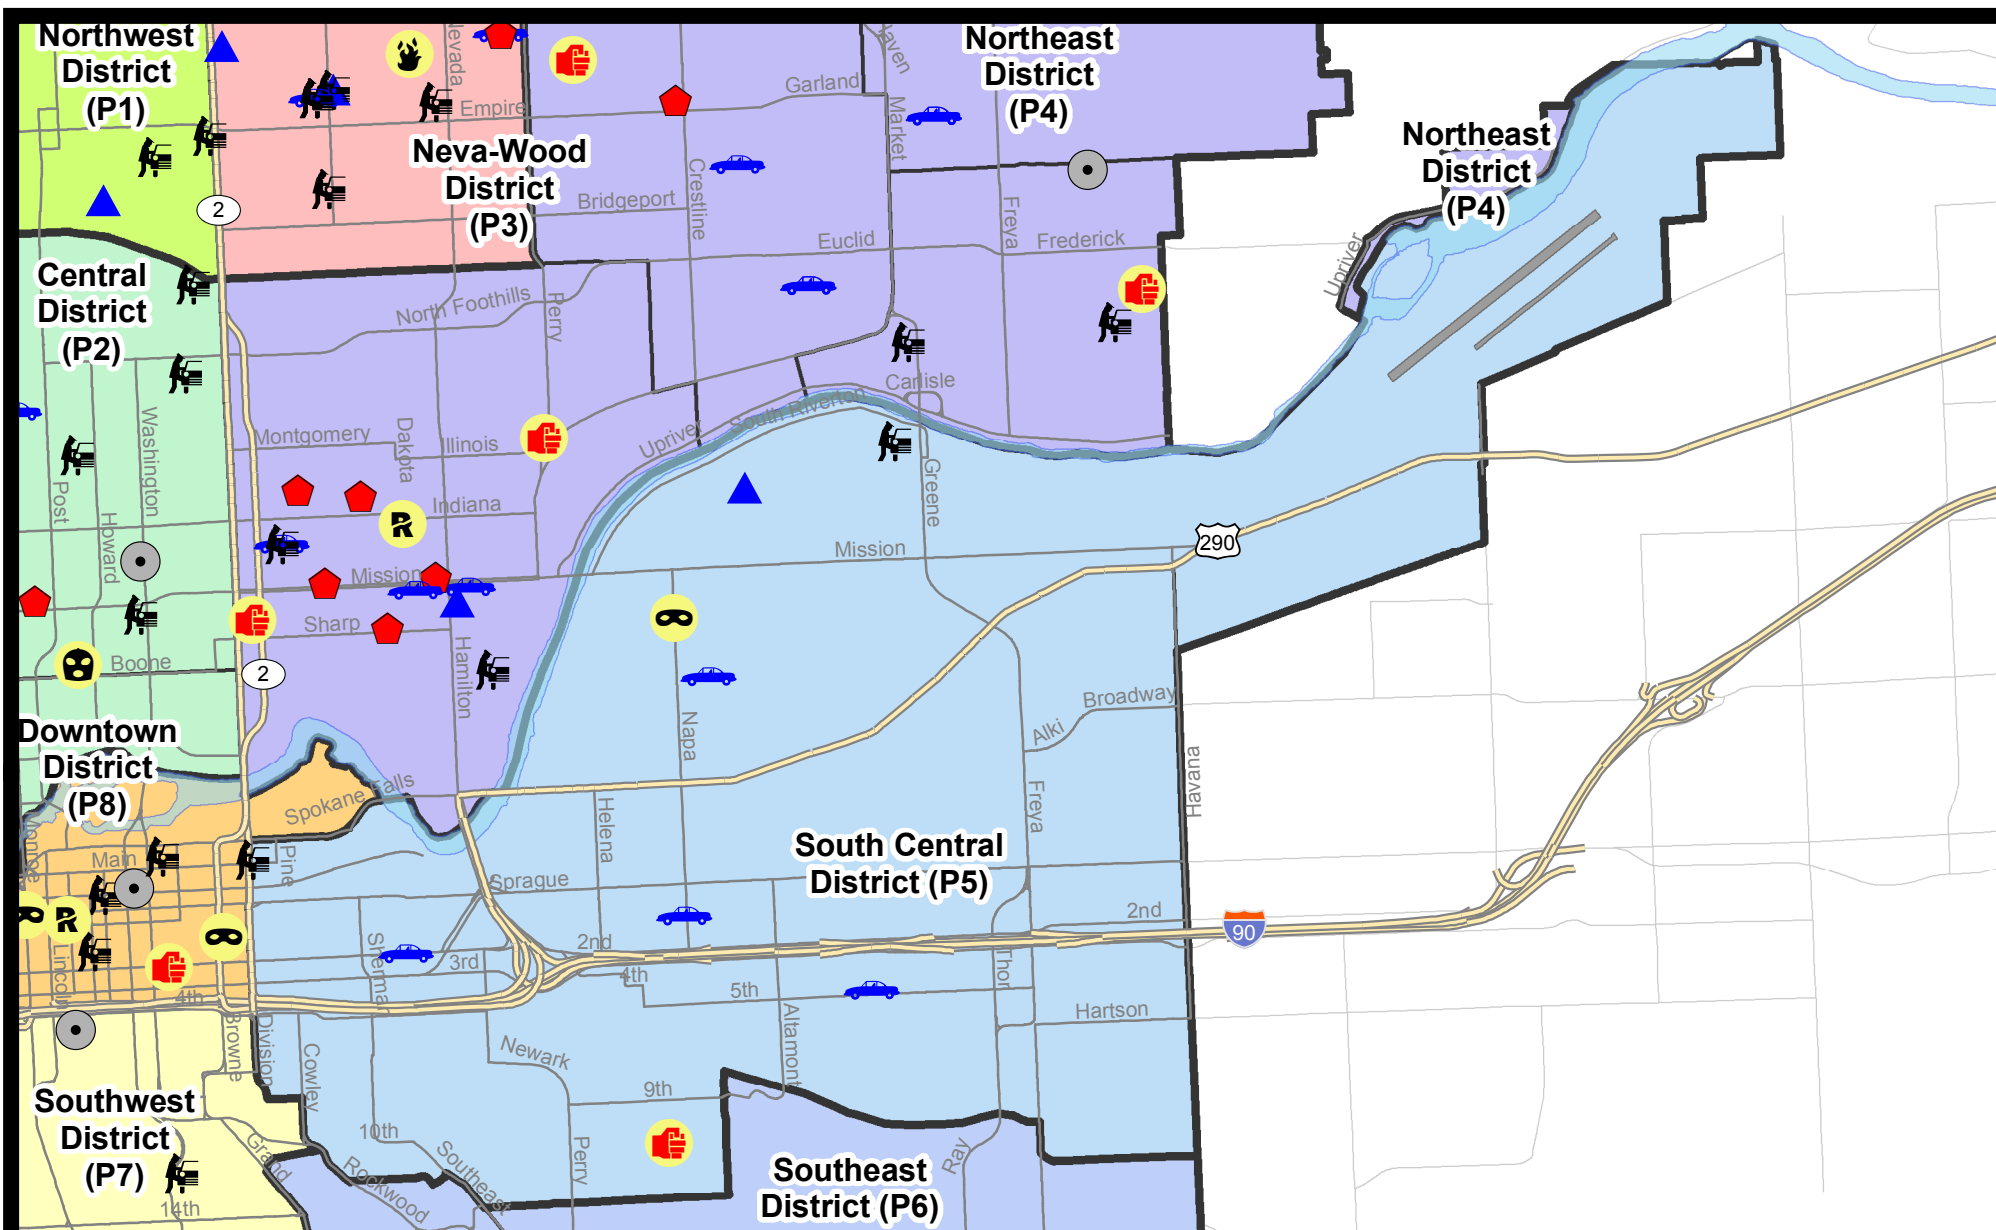 Northwest
District
(P1)
Nevada
Empire
Neva-Wood
District
(P3)
Garland
Haven
Market
Northeast
District
(P4)
Northeast
District
(P4)
Crestline
Bridgeport
Euclid
Freya
Frederick
Upriver
2
Central
District
(P2)
North Foothills
Perry
Carlisle
South Riverton
Upriver
Washington
Montgomery
Dakota
Illinois
Indiana
Post
Howard
Greene
Mission
290
Mission
Sharp
Hamilton
Boone
2
Napa
Broadway
Alki
Havana
Downtown
District
(P8)
Spokane Falls
Helena
Freya
South Central
District (P5)
Monroe
Main
Pine
Sprague
2nd
90
Sherman
2nd
3rd
4th
5th
Thor
Lincoln
4th
Altamont
Hartson
Browne
Division
Cowley
Newark
9th
Southwest
District
(P7)
10th
Grand
Rockwood
Southeast
Perry
Ray
Southeast
District (P6)
14th